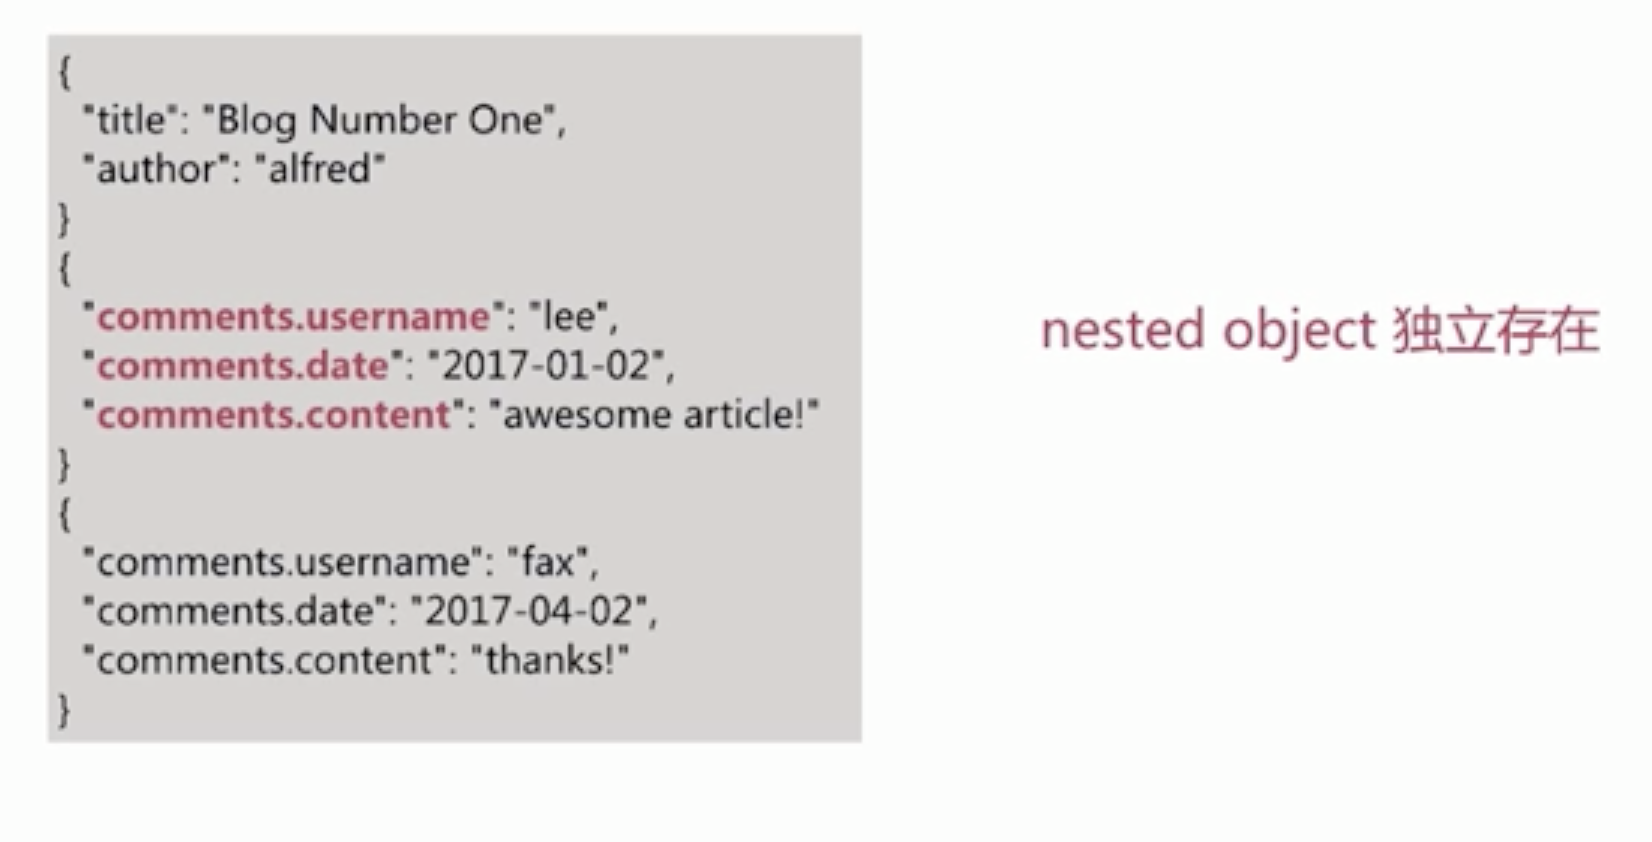 {
"title": "Blog Number One",
"author": "alfred"
}
{
"comments.username": "lee",
"comments.date": "2017-01-02",
"comments.content": "awesome article!"
}
{
"comments.username": "fax",
"comments.date": "2017-04-02",
"comments.content": "thanks!"
}
nested object 独立存在